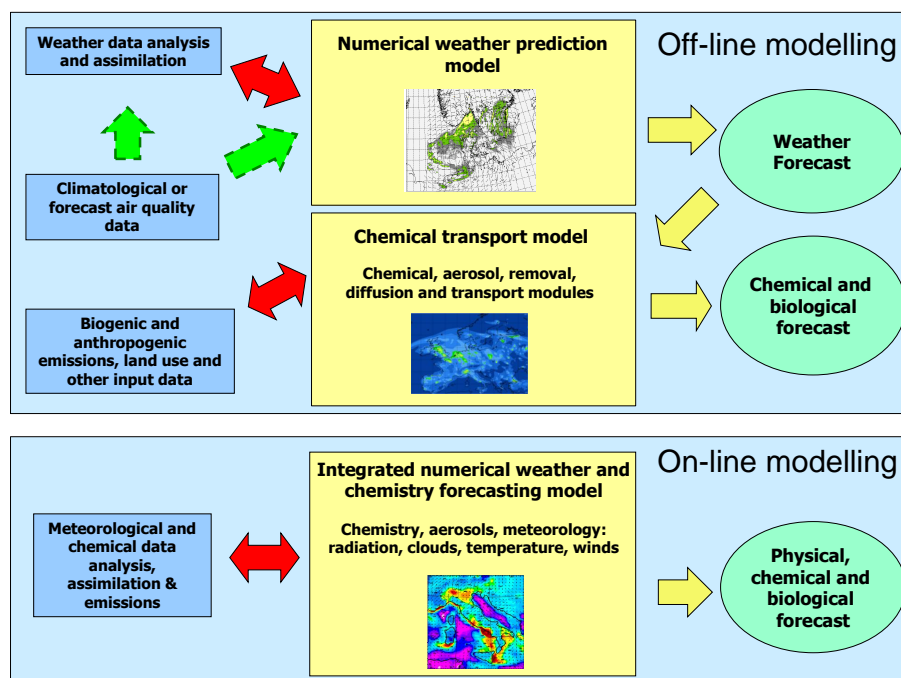 Off-line modelling
Weather data analysis
and assimilation
Numerical weather prediction
model
Weather
Forecast
Climatological or
forecast air quality
data
Chemical transport model
Chemical, aerosol, removal,
diffusion and transport modules
Chemical and
biological
forecast
Biogenic and
anthropogenic
emissions, land use and
other input data
On-line modelling
Integrated numerical weather and
chemistry forecasting model
Chemistry, aerosols, meteorology:
radiation, clouds, temperature, winds
Meteorological and
chemical data
analysis,
assimilation &
emissions
Physical,
chemical and
biological
forecast